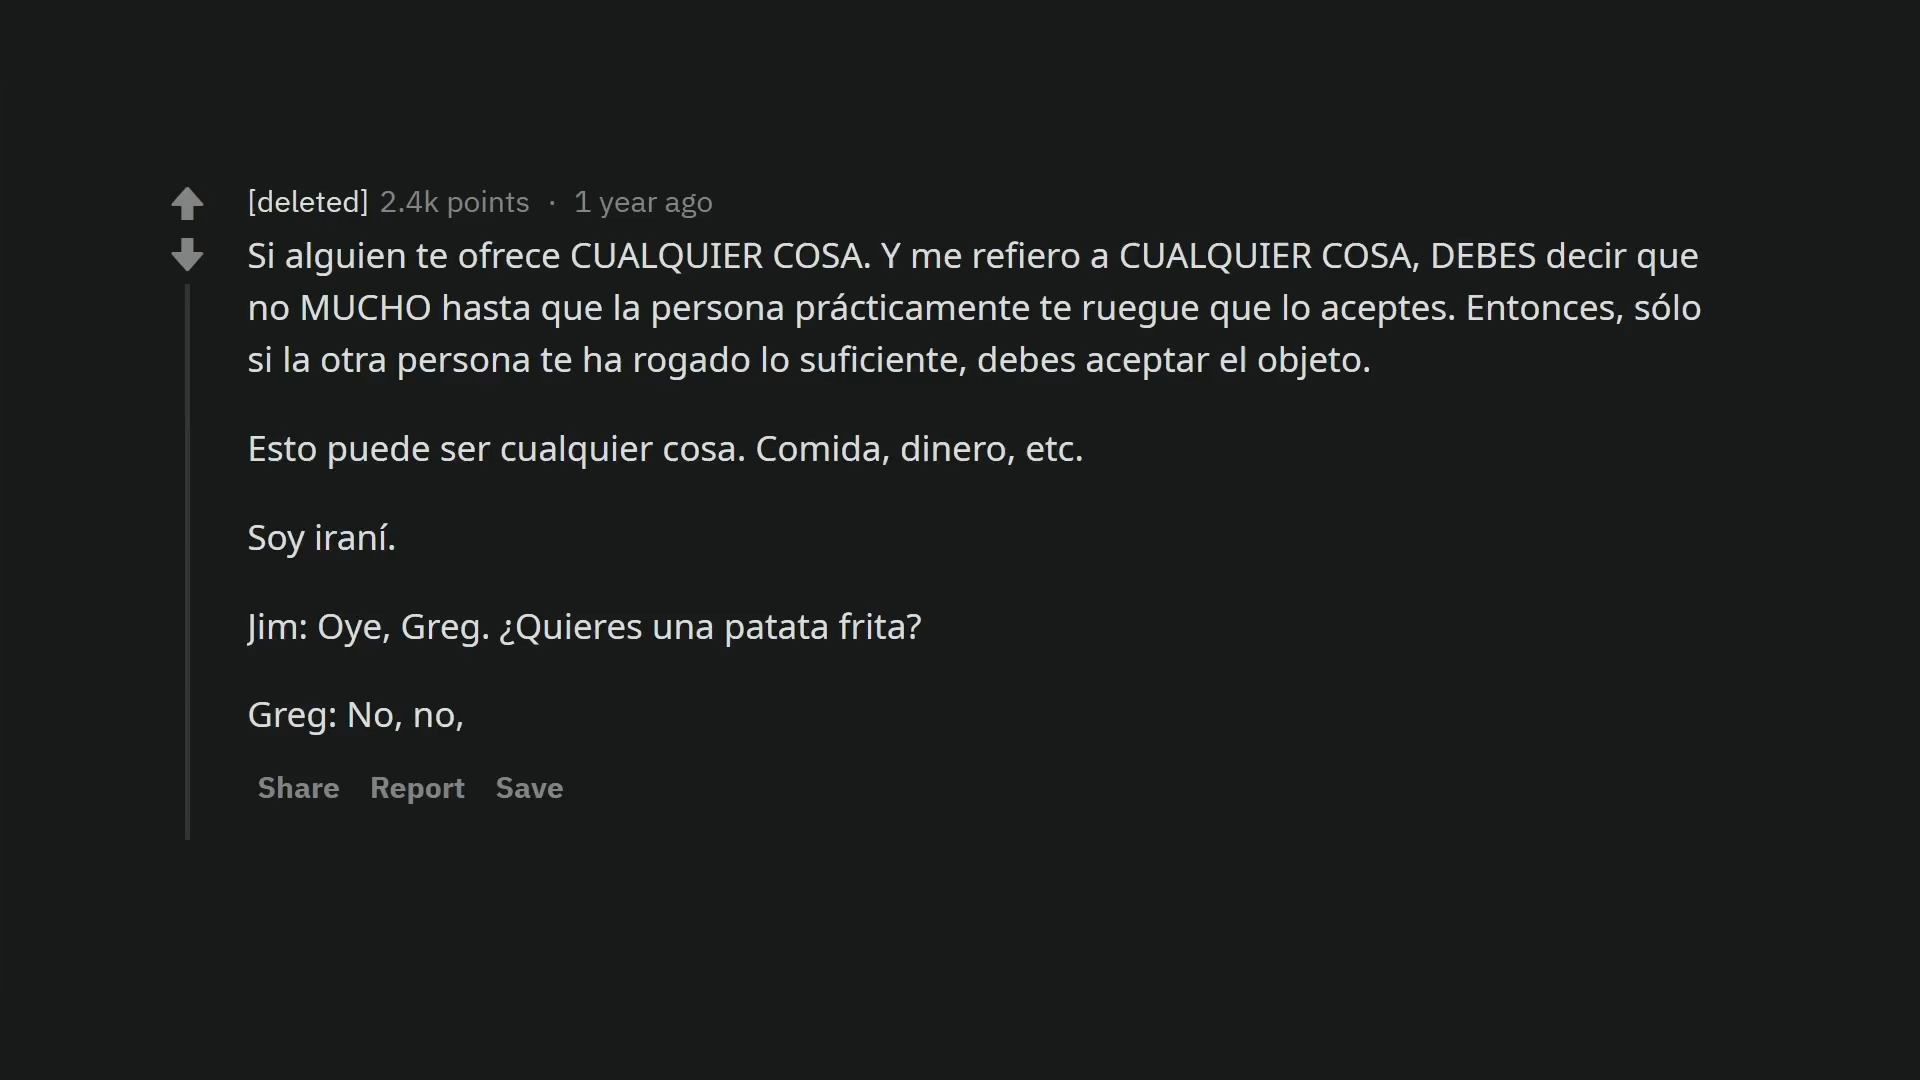 [deleted] 2.4k points · 1 year ago
Si alguien te ofrece CUALQUIER COSA. Y me refiero a CUALQUIER COSA, DEBES decir que
no MUCHO hasta que la persona prácticamente te ruegue que lo aceptes. Entonces, sólo
si la otra persona te ha rogado lo suficiente, debes aceptar el objeto.
Esto puede ser cualquier cosa. Comida, dinero, etc.
Soy iraní.
Jim: Oye, Greg. ¿Quieres una patata frita?
Greg: No, no,
Share Report Save